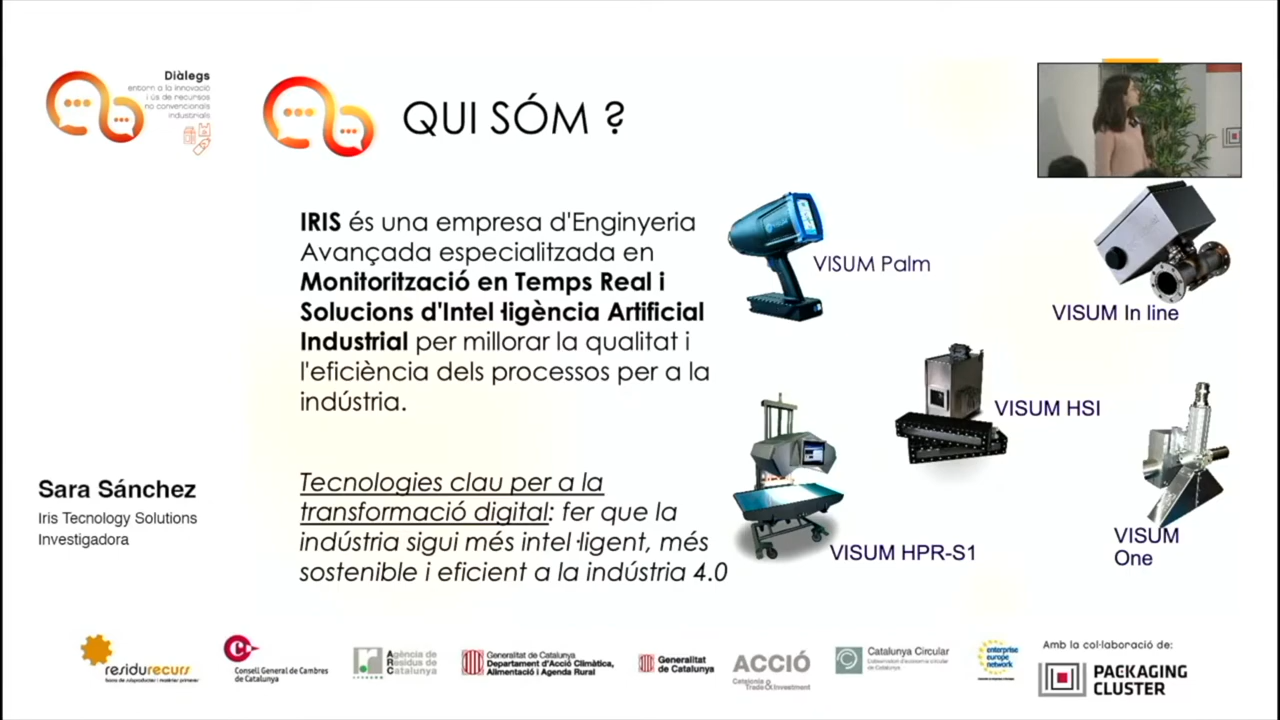 Diàlegs
entorn a la innovació
i ús de recursos
no convencionals
industrials
QUI SÓM ?
IRIS és una empresa d'Enginyeria
Avançada especialitzada en
Monitorització en Temps Real i
Solucions d'Intel·ligència Artificial
Industrial per millorar la qualitat i
l'eficiència dels processos per a la
indústria.
Tecnologies clau per a la
transformació digital: fer que la
indústria sigui més intel·ligent, més
sostenible i eficient a la indústria 4.0
VISUM Palm
VISUM In line
VISUM HSI
VISUM HPR-S1
VISUM
One
Sara Sánchez
Iris Tecnology Solutions
Investigadora
residurecurs
Consell General de Cambres
de Catalunya
Agència de
Residus de
Catalunya
Generalitat de Catalunya
Departament d'Acció Climàtica,
Alimentació i Agenda Rural
Generalitat
de Catalunya
ACCIÓ
Catalonia
Trade&Investment
Catalunya Circular
enterprise
europe
network
Amb la col·laboració de:
PACKAGING
CLUSTER